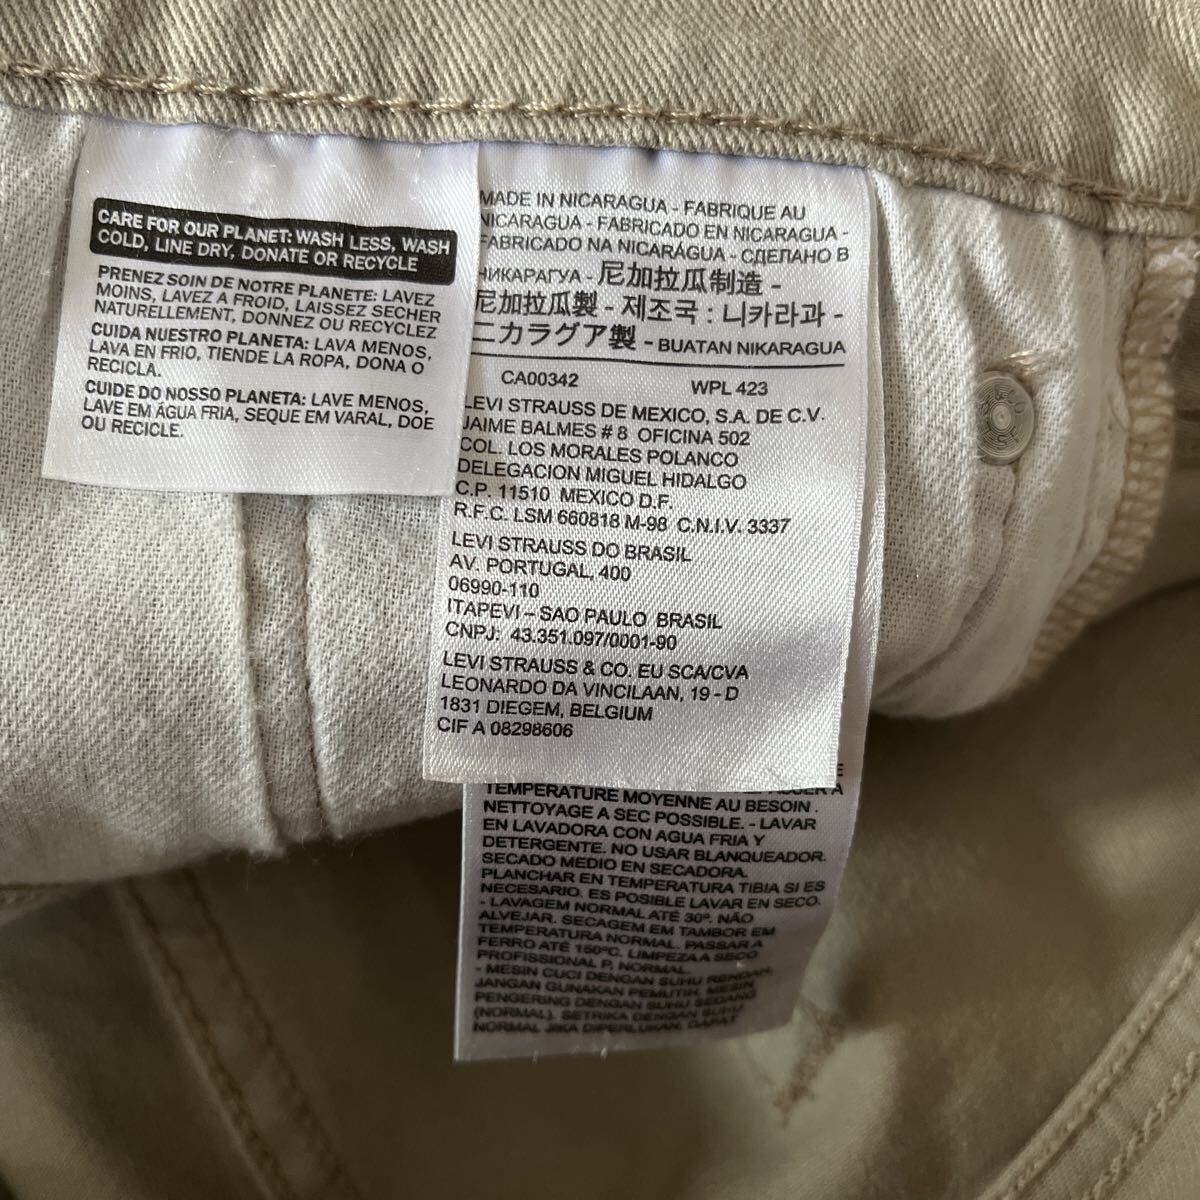 CARE FOR OUR PLANET: WASH LESS, WASH
COLD, LINE DRY, DONATE OR RECYCLE
PRENEZ SOIN DE NOTRE PLANETE: LAVEZ
MOINS, LAVEZ A FROID, LAISSEZ SECHER
NATURELLEMENT, DONNEZ OU RECYCLEZ
CUIDA NUESTRO PLANETA: LAVA MENOS,
LAVA EN FRIO, TIENDE LA ROPA, DONA O
RECICLA.
CUIDE DO NOSSO PLANETA: LAVE MENOS,
LAVE EM ÁGUA FRIA, SEQUE EM VARAL, DOE
OU RECICLE.
MADE IN NICARAGUA - FABRIQUE AU
NICARAGUA - FABRICADO EN NICARAGUA -
FABRICADO NA NICARÁGUA - СДЕЛАНО В
НИКАРАГУА - 尼加拉瓜制造 -
尼加拉瓜製 - 제조국 : 니카라과 -
ニカラグア製 - BUATAN NIKARAGUA
CA00342 WPL 423
LEVI STRAUSS DE MEXICO, S.A. DE C.V.
JAIME BALMES # 8 OFICINA 502
COL. LOS MORALES POLANCO
DELEGACION MIGUEL HIDALGO
C.P. 11510 MEXICO D.F.
R.F.C. LSM 660818 M-98 C.N.I.V. 3337
LEVI STRAUSS DO BRASIL
AV. PORTUGAL, 400
06990-110
ITAPEVI – SAO PAULO BRASIL
CNPJ: 43.351.097/0001-90
LEVI STRAUSS & CO. EU SCA/CVA
LEONARDO DA VINCILAAN, 19 - D
1831 DIEGEM, BELGIUM
CIF A 08298606
TEMPERATURE MOYENNE AU BESOIN .
NETTOYAGE A SEC POSSIBLE. - LAVAR
EN LAVADORA CON AGUA FRIA Y
DETERGENTE. NO USAR BLANQUEADOR.
SECADO MEDIO EN SECADORA.
PLANCHAR EN TEMPERATURA TIBIA SI ES
NECESARIO. ES POSIBLE LAVAR EN SECO.
- LAVAGEM NORMAL ATÉ 30º. NÃO
ALVEJAR. SECAGEM EM TAMBOR EM
TEMPERATURA NORMAL. PASSAR A
FERRO ATÉ 150ºC. LIMPEZA A SECO
PROFISSIONAL P, NORMAL.
- MESIN CUCI DENGAN SUHU RENDAH.
JANGAN GUNAKAN PEMUTIH. MESIN
PENGERING DENGAN SUHU SEDANG
(NORMAL). SETRIKA DENGAN SUHU
NORMAL JIKA DIPERLUKAN. DAPAT